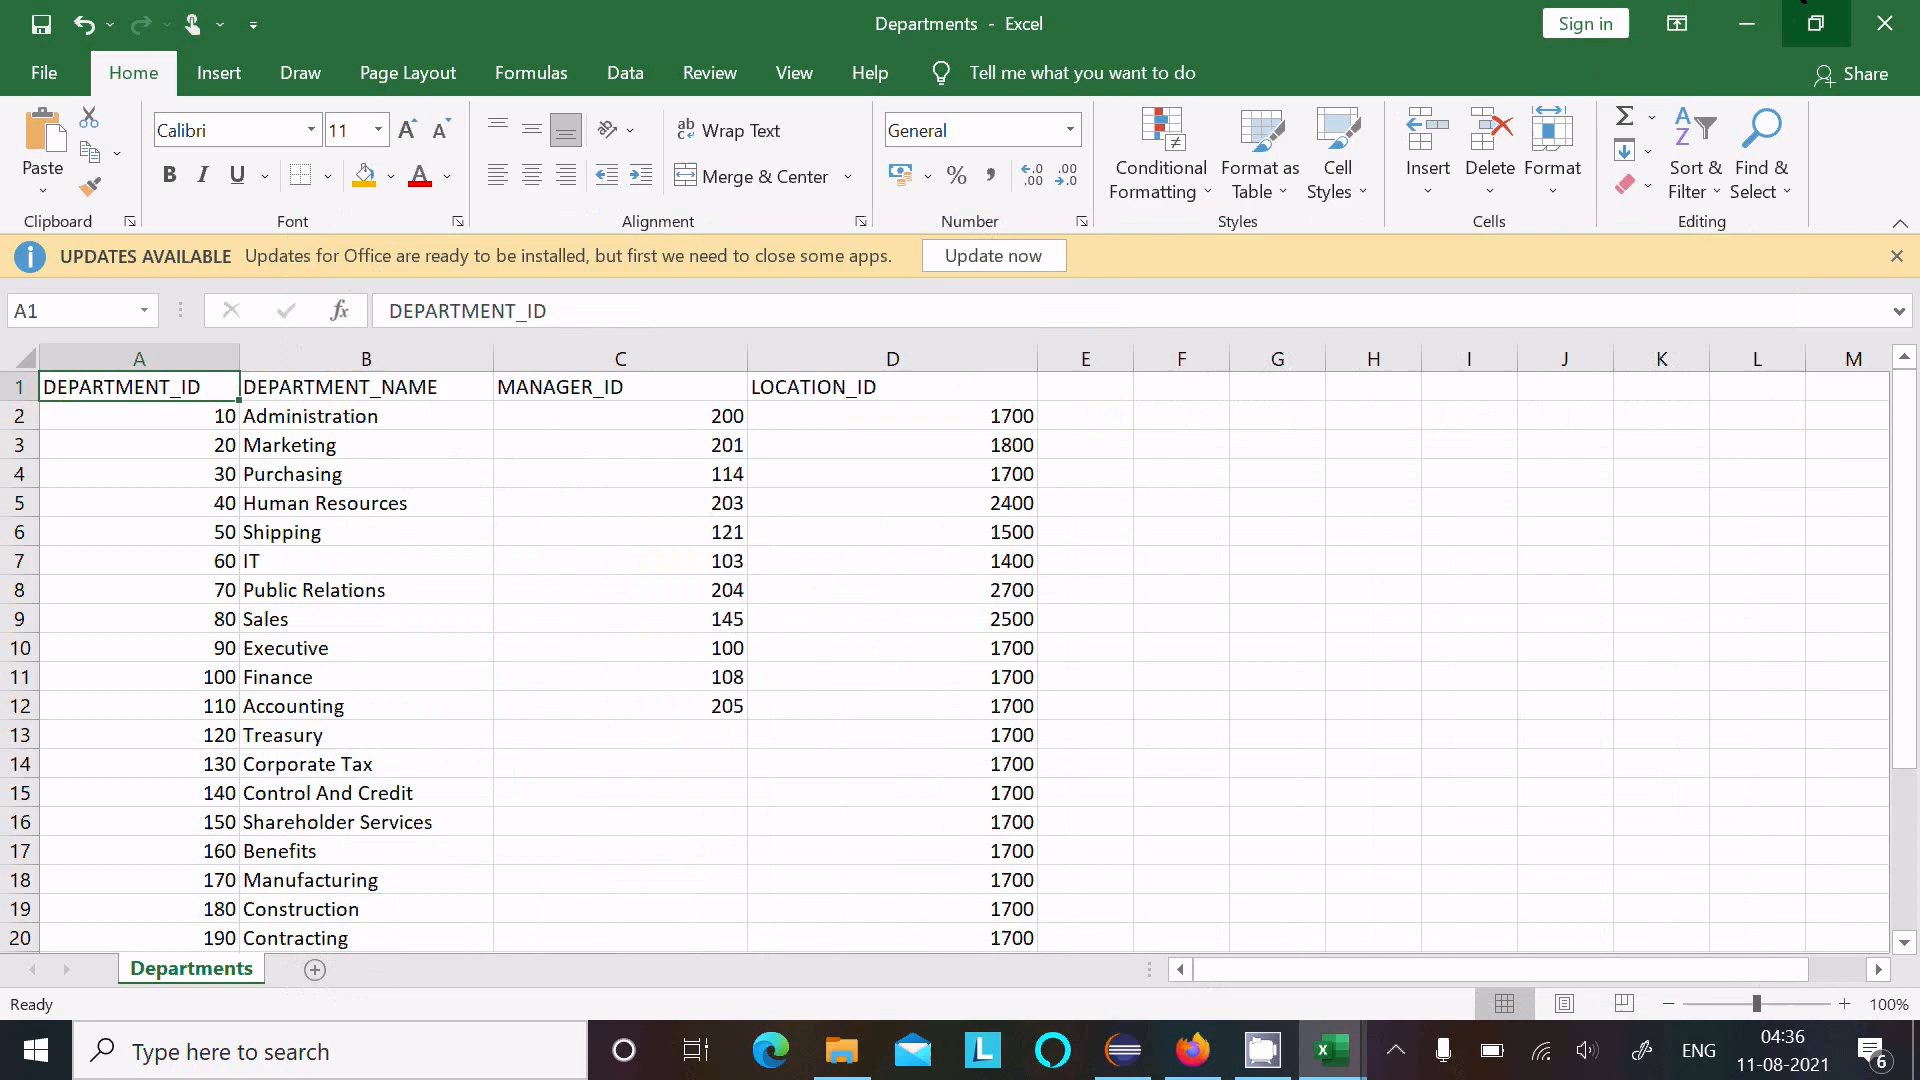 Departments - Excel
Sign in
File Home Insert Draw Page Layout Formulas Data Review View Help Tell me what you want to do Share
Paste
Clipboard
Calibri 11
B I U
Font
ab Wrap Text
Merge & Center
Alignment
General
% ,
Number
Conditional Formatting
Format as Table
Cell Styles
Styles
Insert Delete Format
Cells
Sort & Filter
Find & Select
Editing
UPDATES AVAILABLE Updates for Office are ready to be installed, but first we need to close some apps. Update now
A1 fx DEPARTMENT_ID
A B C D E F G H I J K L M
1 DEPARTMENT_ID DEPARTMENT_NAME MANAGER_ID LOCATION_ID
2 10 Administration 200 1700
3 20 Marketing 201 1800
4 30 Purchasing 114 1700
5 40 Human Resources 203 2400
6 50 Shipping 121 1500
7 60 IT 103 1400
8 70 Public Relations 204 2700
9 80 Sales 145 2500
10 90 Executive 100 1700
11 100 Finance 108 1700
12 110 Accounting 205 1700
13 120 Treasury 1700
14 130 Corporate Tax 1700
15 140 Control And Credit 1700
16 150 Shareholder Services 1700
17 160 Benefits 1700
18 170 Manufacturing 1700
19 180 Construction 1700
20 190 Contracting 1700
Departments
Ready
100%
Type here to search
ENG
04:36
11-08-2021
6